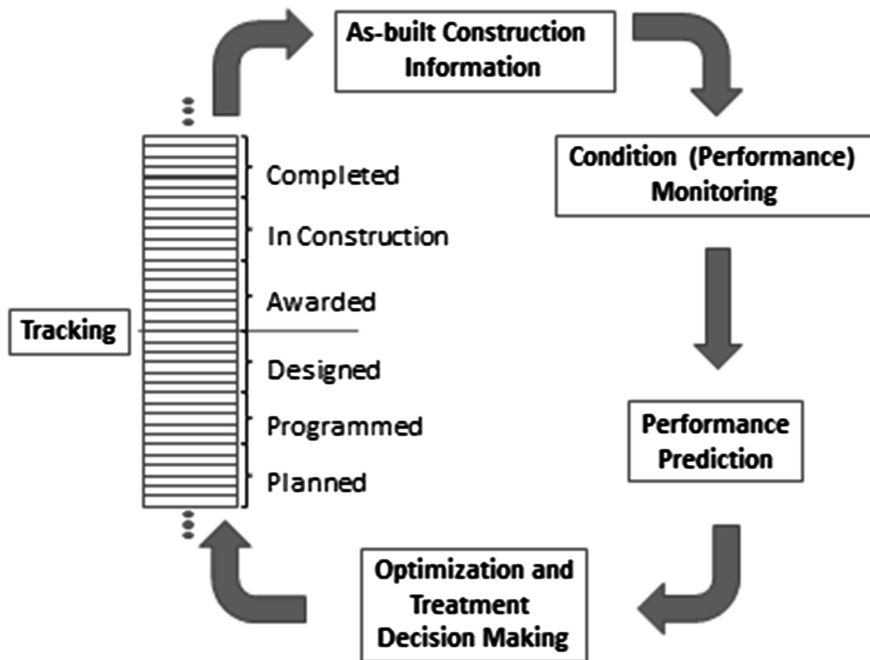 As-built Construction
Information
Condition (Performance)
Monitoring
Completed
In Construction
Awarded
Tracking
Designed
Programmed
Planned
Performance
Prediction
Optimization and
Treatment
Decision Making